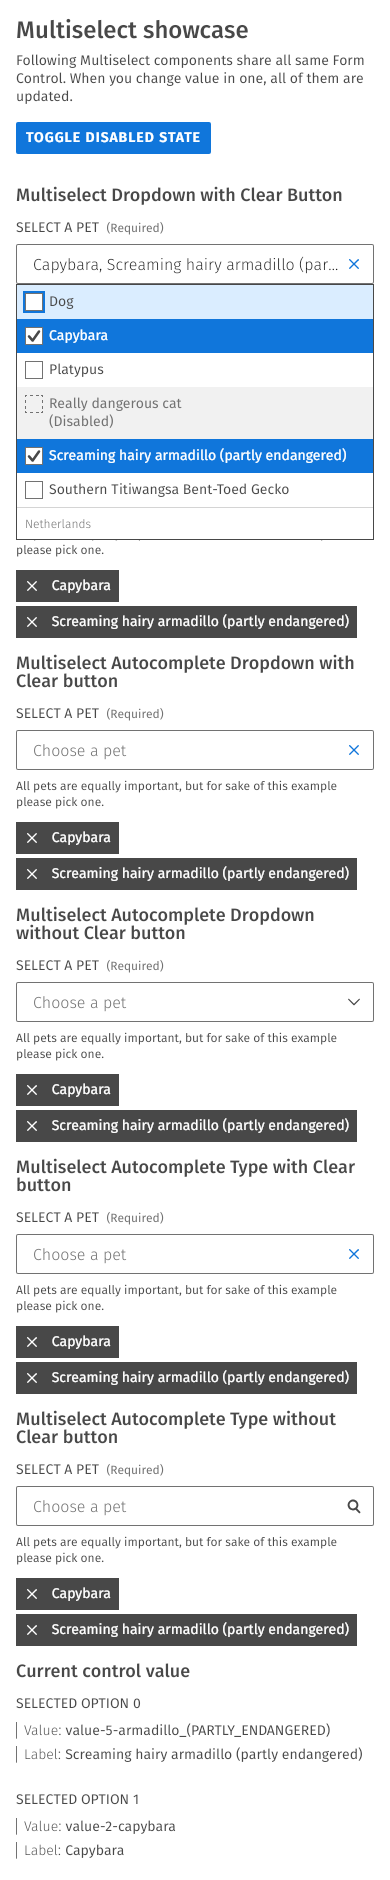 Multiselect showcase
Following Multiselect components share all same Form
Control. When you change value in one, all of them are
updated.
TOGGLE DISABLED STATE
Multiselect Dropdown with Clear Button
SELECT A PET (Required)
Capybara, Screaming hairy armadillo (par...
Dog
Capybara
Platypus
Really dangerous cat
(Disabled)
Screaming hairy armadillo (partly endangered)
Southern Titiwangsa Bent-Toed Gecko
Netherlands
please pick one.
Capybara
Screaming hairy armadillo (partly endangered)
Multiselect Autocomplete Dropdown with
Clear button
SELECT A PET (Required)
Choose a pet
All pets are equally important, but for sake of this example
please pick one.
Capybara
Screaming hairy armadillo (partly endangered)
Multiselect Autocomplete Dropdown
without Clear button
SELECT A PET (Required)
Choose a pet
All pets are equally important, but for sake of this example
please pick one.
Capybara
Screaming hairy armadillo (partly endangered)
Multiselect Autocomplete Type with Clear
button
SELECT A PET (Required)
Choose a pet
All pets are equally important, but for sake of this example
please pick one.
Capybara
Screaming hairy armadillo (partly endangered)
Multiselect Autocomplete Type without
Clear button
SELECT A PET (Required)
Choose a pet
All pets are equally important, but for sake of this example
please pick one.
Capybara
Screaming hairy armadillo (partly endangered)
Current control value
SELECTED OPTION 0
Value: value-5-armadillo_(PARTLY_ENDANGERED)
Label: Screaming hairy armadillo (partly endangered)
SELECTED OPTION 1
Value: value-2-capybara
Label: Capybara